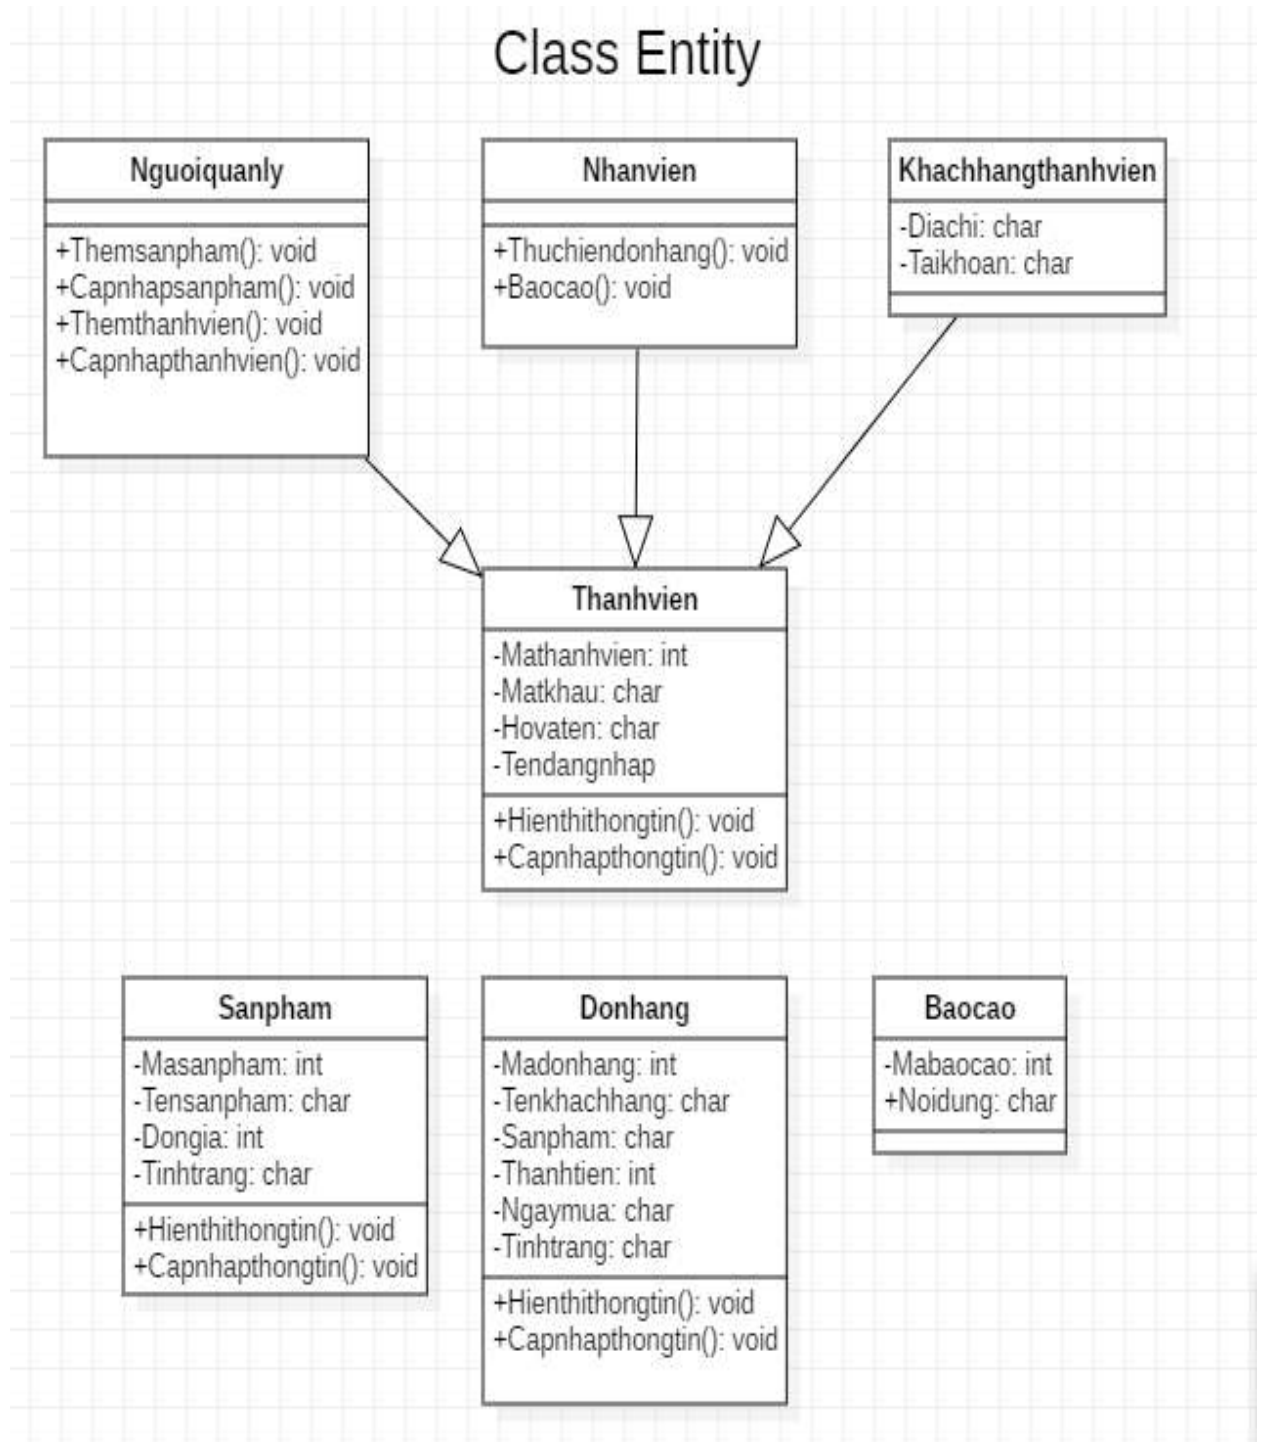 Class Entity
Nguoiquanly
+Themsanpham(): void
+Capnhapsanpham(): void
+Themthanhvien(): void
+Capnhapthanhvien(): void
Nhanvien
+Thuchiendonhang(): void
+Baocao(): void
Khachhangthanhvien
-Diachi: char
-Taikhoan: char
Thanhvien
-Mathanhvien: int
-Matkhau: char
-Hovaten: char
-Tendangnhap
+Hienthithongtin(): void
+Capnhapthongtin(): void
Sanpham
-Masanpham: int
-Tensanpham: char
-Dongia: int
-Tinhtrang: char
+Hienthithongtin(): void
+Capnhapthongtin(): void
Donhang
-Madonhang: int
-Tenkhachhang: char
-Sanpham: char
-Thanhtien: int
-Ngaymua: char
-Tinhtrang: char
+Hienthithongtin(): void
+Capnhapthongtin(): void
Baocao
-Mabaocao: int
+Noidung: char